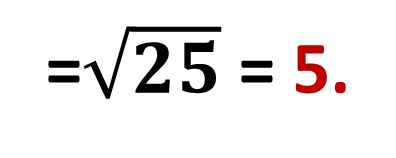 =√25 = 5.